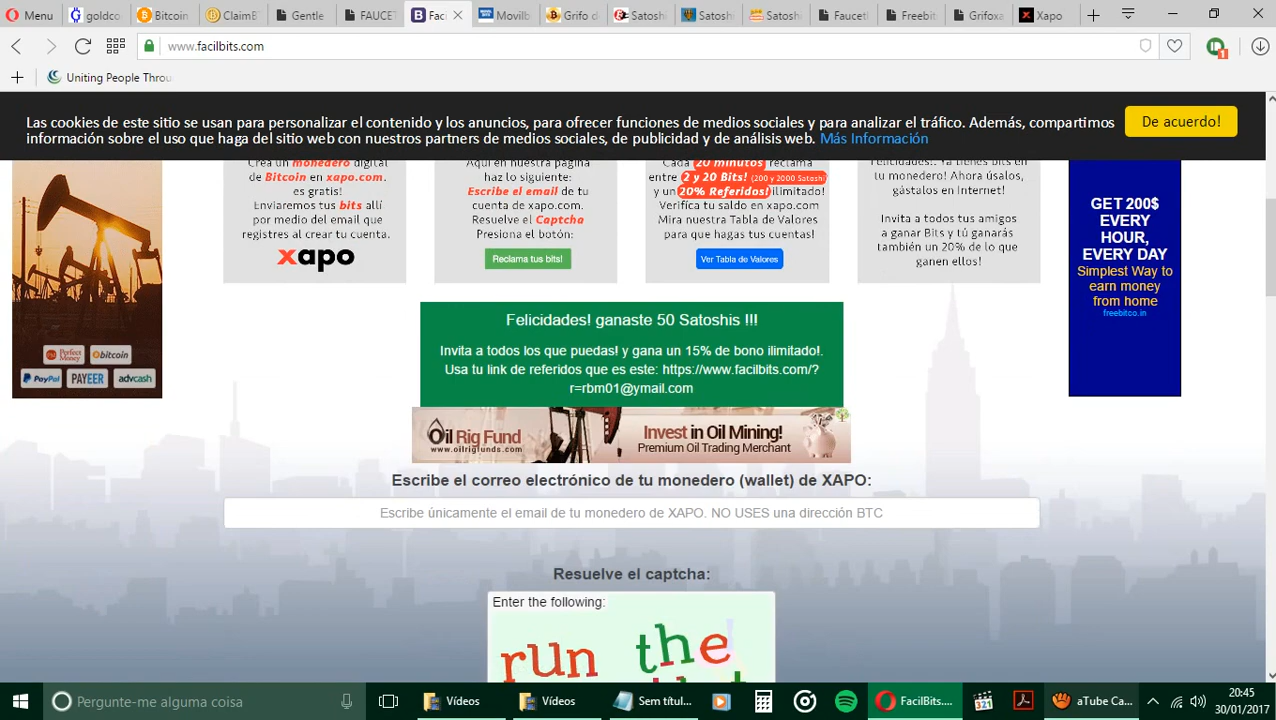 Menu
goldco
Bitcoin
ClaimB
Gentle
FAUCE
Fac
Movilb
Grifo d
Satoshi
Satosh
Satoshi
Fauceth
Freebit
Grifoxa
Xapo
www.facilbits.com
1
Uniting People Throu
Las cookies de este sitio se usan para personalizar el contenido y los anuncios, para ofrecer funciones de medios sociales y para analizar el tráfico. Además, compartimos
información sobre el uso que haga del sitio web con nuestros partners de medios sociales, de publicidad y de análisis web. Más Información
De acuerdo!
Crea un monedero digital
de Bitcoin en xapo.com.
es gratis!
Enviaremos tus bits allí
por medio del email que
registres al crear tu cuenta.
xapo
Aquí en nuestra página
haz lo siguiente:
Escribe el email de tu
cuenta de xapo.com.
Resuelve el Captcha
Presiona el botón:
Reclama tus bits!
Cada 20 minutos reclama
entre 2 y 20 Bits! (200 y 2000 Satoshi)
y un 20% Referidos! ilimitado!
Verifica tu saldo en xapo.com
Mira nuestra Tabla de Valores
para que hagas tus cuentas!
Ver Tabla de Valores
Felicidades!. Ya tienes bits en
tu monedero! Ahora úsalos,
gástalos en Internet!
Invita a todos tus amigos
a ganar Bits y tú ganarás
también un 20% de lo que
ganen ellos!
Perfect Money
bitcoin
PayPal
PAYEER
advcash
GET 200$
EVERY
HOUR,
EVERY DAY
Simplest Way to
earn money
from home
freebitco.in
Felicidades! ganaste 50 Satoshis !!!
Invita a todos los que puedas! y gana un 15% de bono ilimitado!.
Usa tu link de referidos que es este: https://www.facilbits.com/?
r=rbm01@ymail.com
Oil Rig Fund
www.oilrigfunds.com
Invest in Oil Mining!
Premium Oil Trading Merchant
Escribe el correo electrónico de tu monedero (wallet) de XAPO:
Escribe únicamente el email de tu monedero de XAPO. NO USES una dirección BTC
Resuelve el captcha:
Enter the following:
run the
Pergunte-me alguma coisa
Vídeos
Vídeos
Sem títul...
FacilBits....
321
aTube Ca...
20:45
30/01/2017